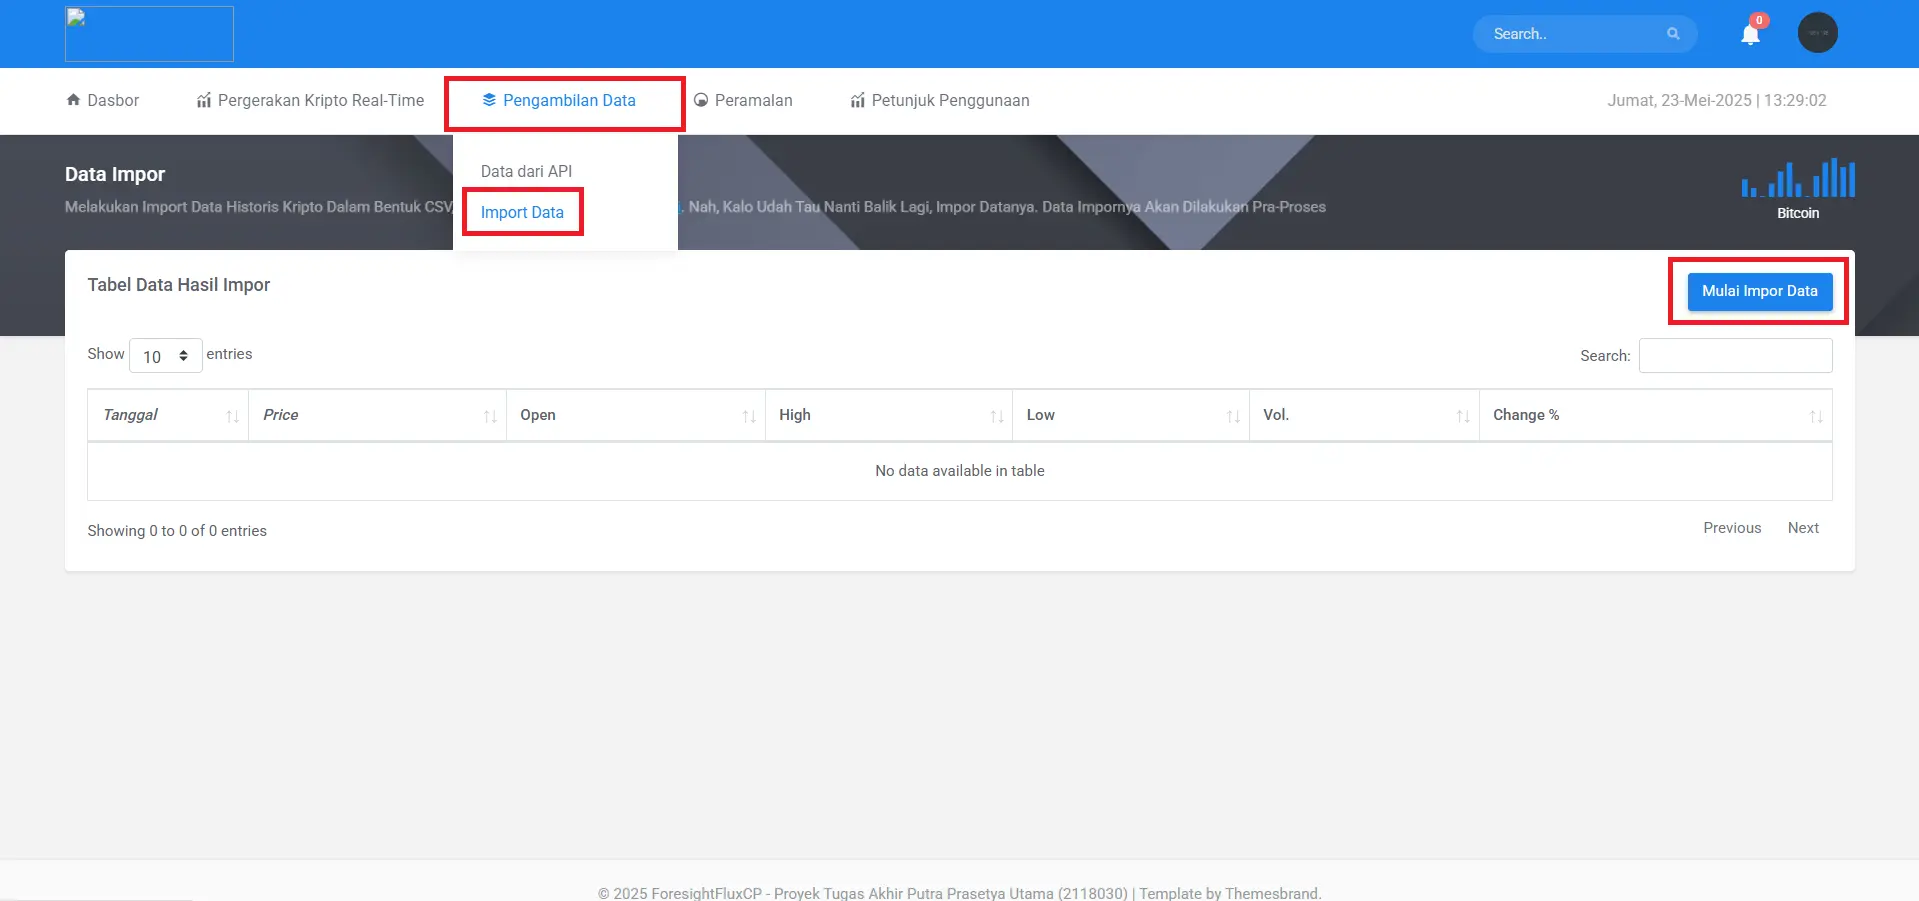 Search..
0
Dasbor
Pergerakan Kripto Real-Time
Pengambilan Data
Peramalan
Petunjuk Penggunaan
Jumat, 23-Mei-2025 | 13:29:02
Data dari API
Import Data
Data Impor
Melakukan Import Data Historis Kripto Dalam Bentuk CSV, . Nah, Kalo Udah Tau Nanti Balik Lagi, Impor Datanya. Data Impornya Akan Dilakukan Pra-Proses
Bitcoin
Tabel Data Hasil Impor
Mulai Impor Data
Show 10 entries
Search:
Tanggal Price Open High Low Vol. Change %
No data available in table
Showing 0 to 0 of 0 entries
Previous Next
© 2025 ForesightFluxCP - Proyek Tugas Akhir Putra Prasetya Utama (2118030) | Template by Themesbrand.